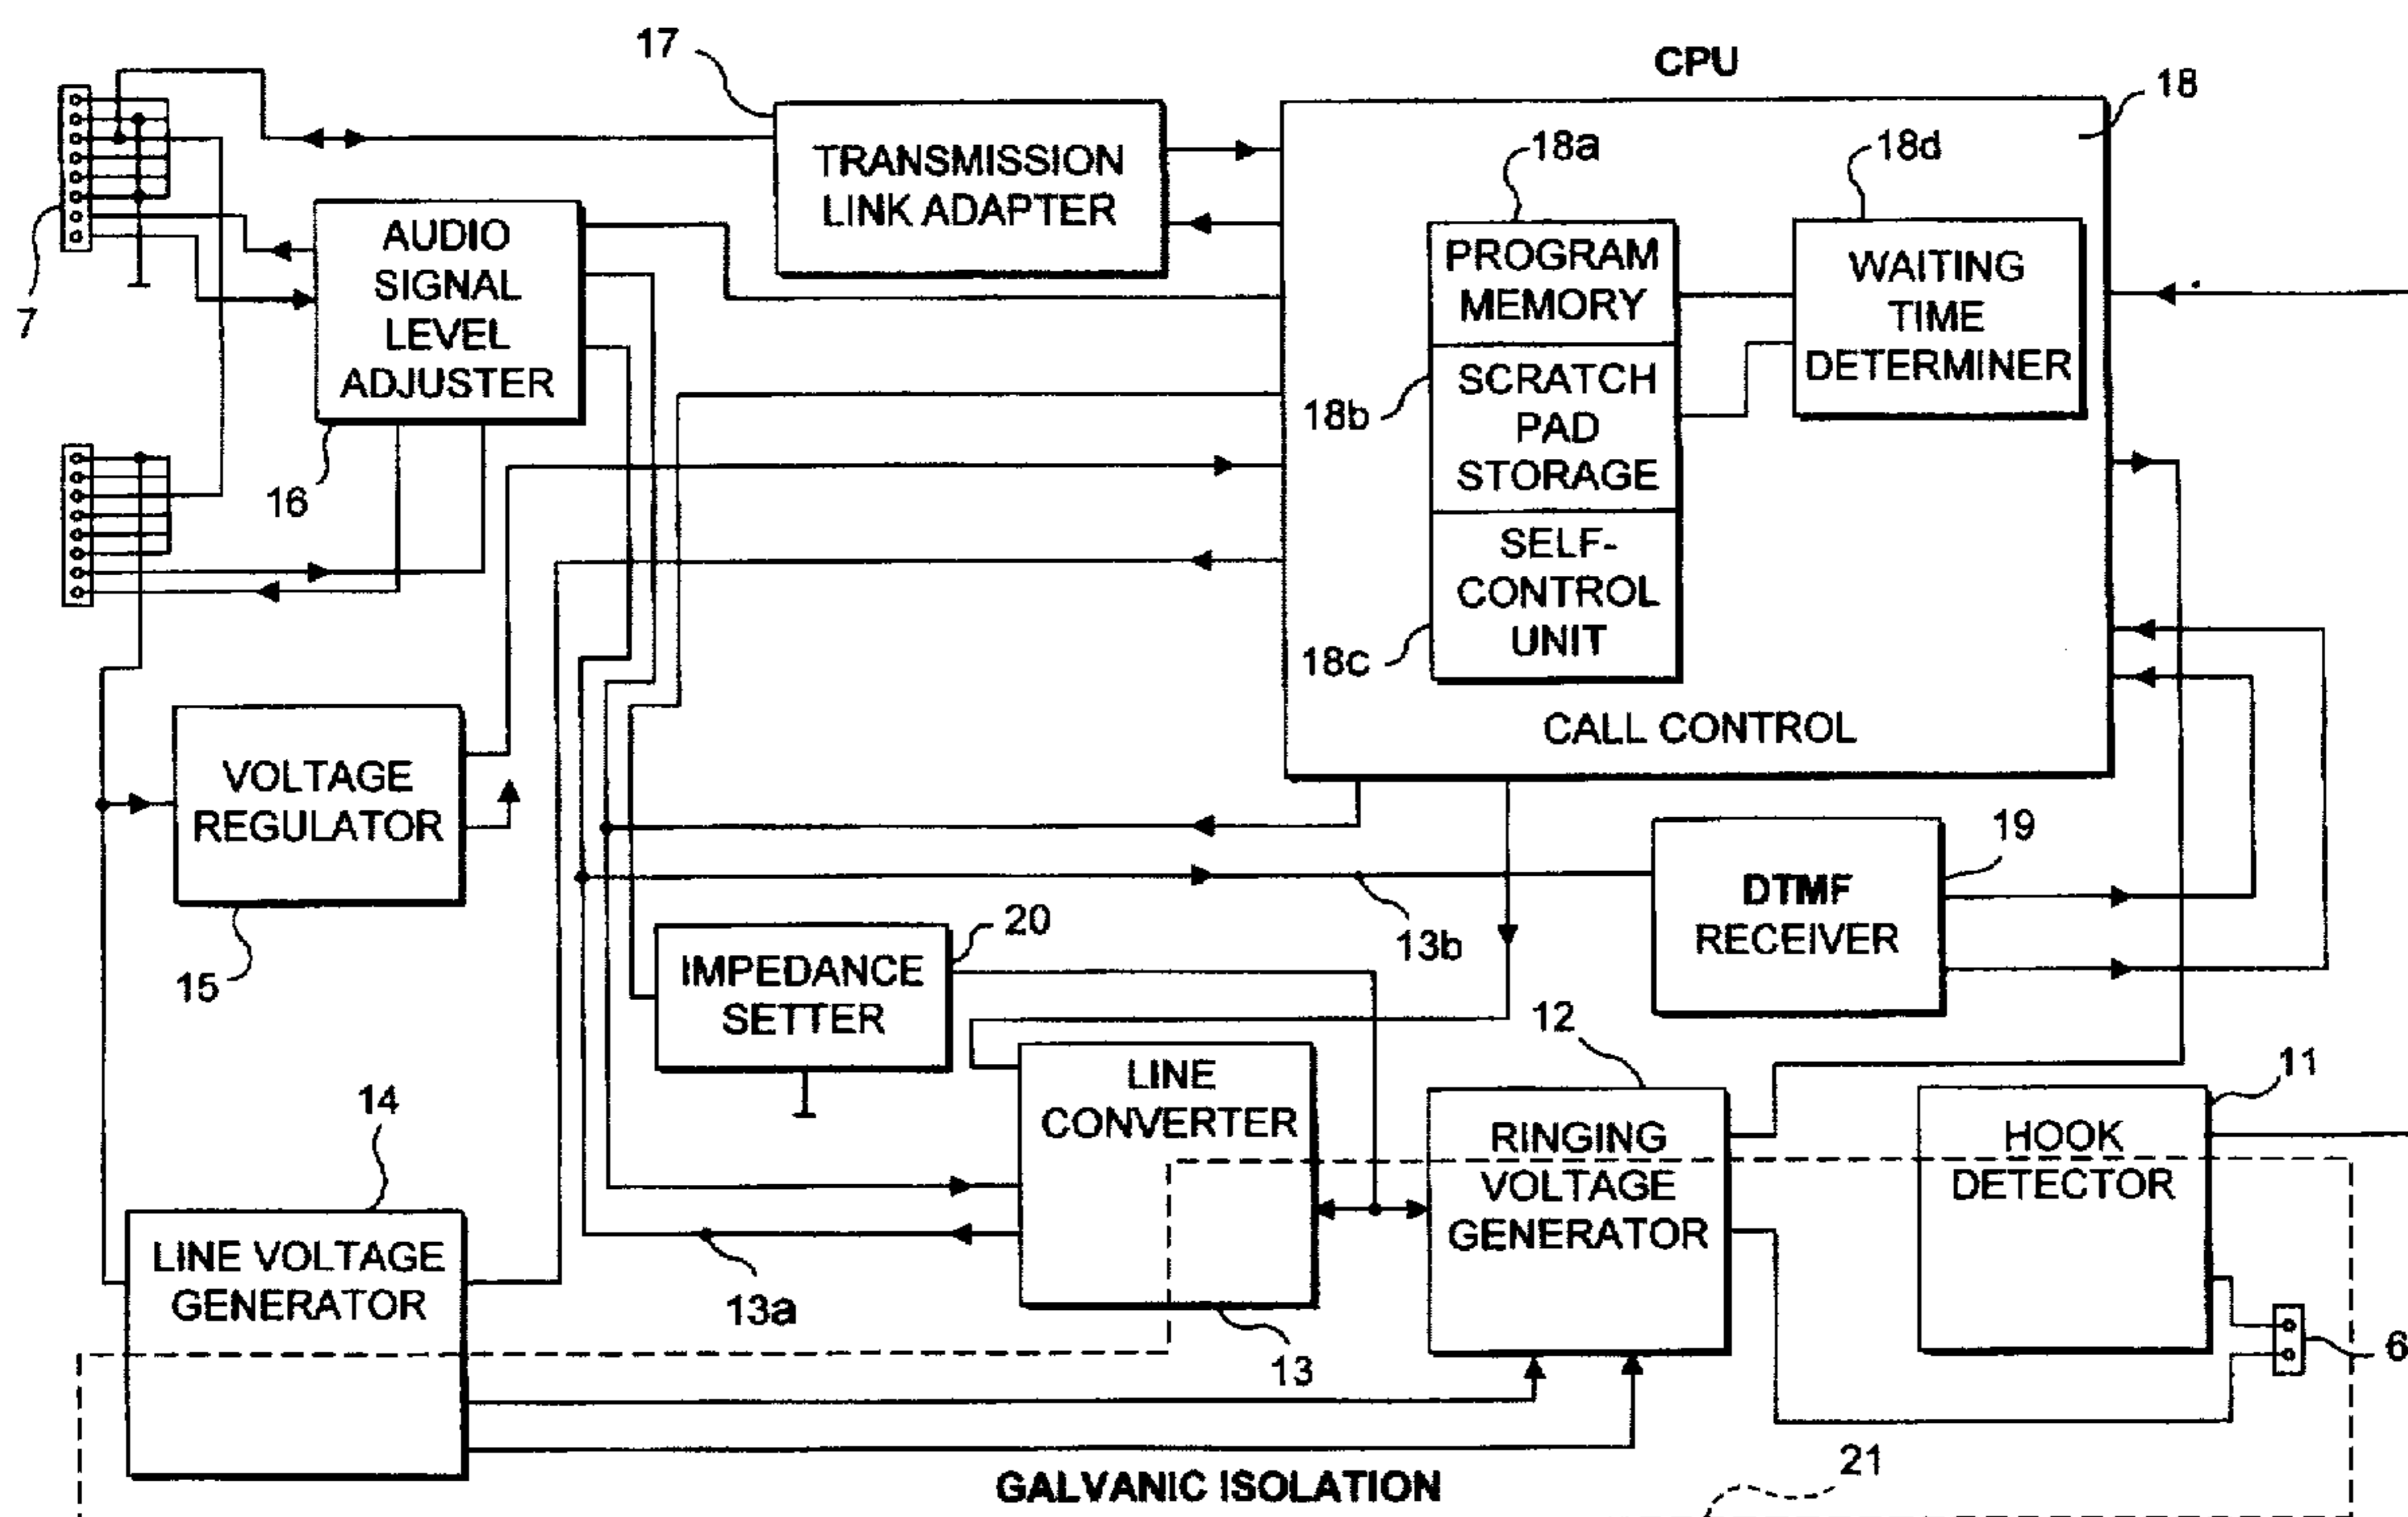 17
CPU
18
TRANSMISSION
LINK ADAPTER
18a
18d
7
AUDIO
SIGNAL
LEVEL
ADJUSTER
PROGRAM
MEMORY
WAITING
TIME
DETERMINER
18b
SCRATCH
PAD
STORAGE
16
SELF-
CONTROL
UNIT
18c
CALL CONTROL
VOLTAGE
REGULATOR
15
19
DTMF
RECEIVER
13b
20
IMPEDANCE
SETTER
12
11
LINE
CONVERTER
RINGING
VOLTAGE
GENERATOR
HOOK
DETECTOR
14
LINE VOLTAGE
GENERATOR
13a
13
6
GALVANIC ISOLATION
21